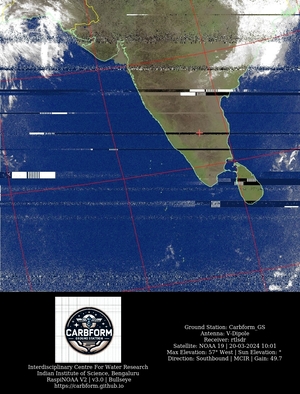 CARBFORM
GROUND STATION
Interdisciplinary Centre For Water Research
Indian Institute of Science, Bengaluru
RaspiNOAA V2 | v3.0 | Bullseye
https://carbform.github.io
Ground Station: Carbform_GS
Antenna: V-Dipole
Receiver: rtlsdr
Satellite: NOAA 19 | 20-03-2024 10:01
Max Elevation: 57° West | Sun Elevation: °
Direction: Southbound | MCIR | Gain: 49.7